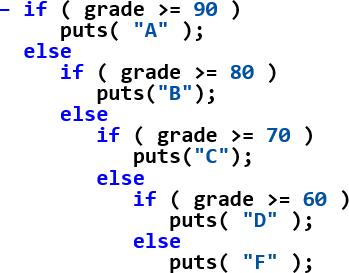 – if ( grade >= 90 )
puts( "A" );
else
if ( grade >= 80 )
puts("B");
else
if ( grade >= 70 )
puts("C");
else
if ( grade >= 60 )
puts( "D" );
else
puts( "F" );